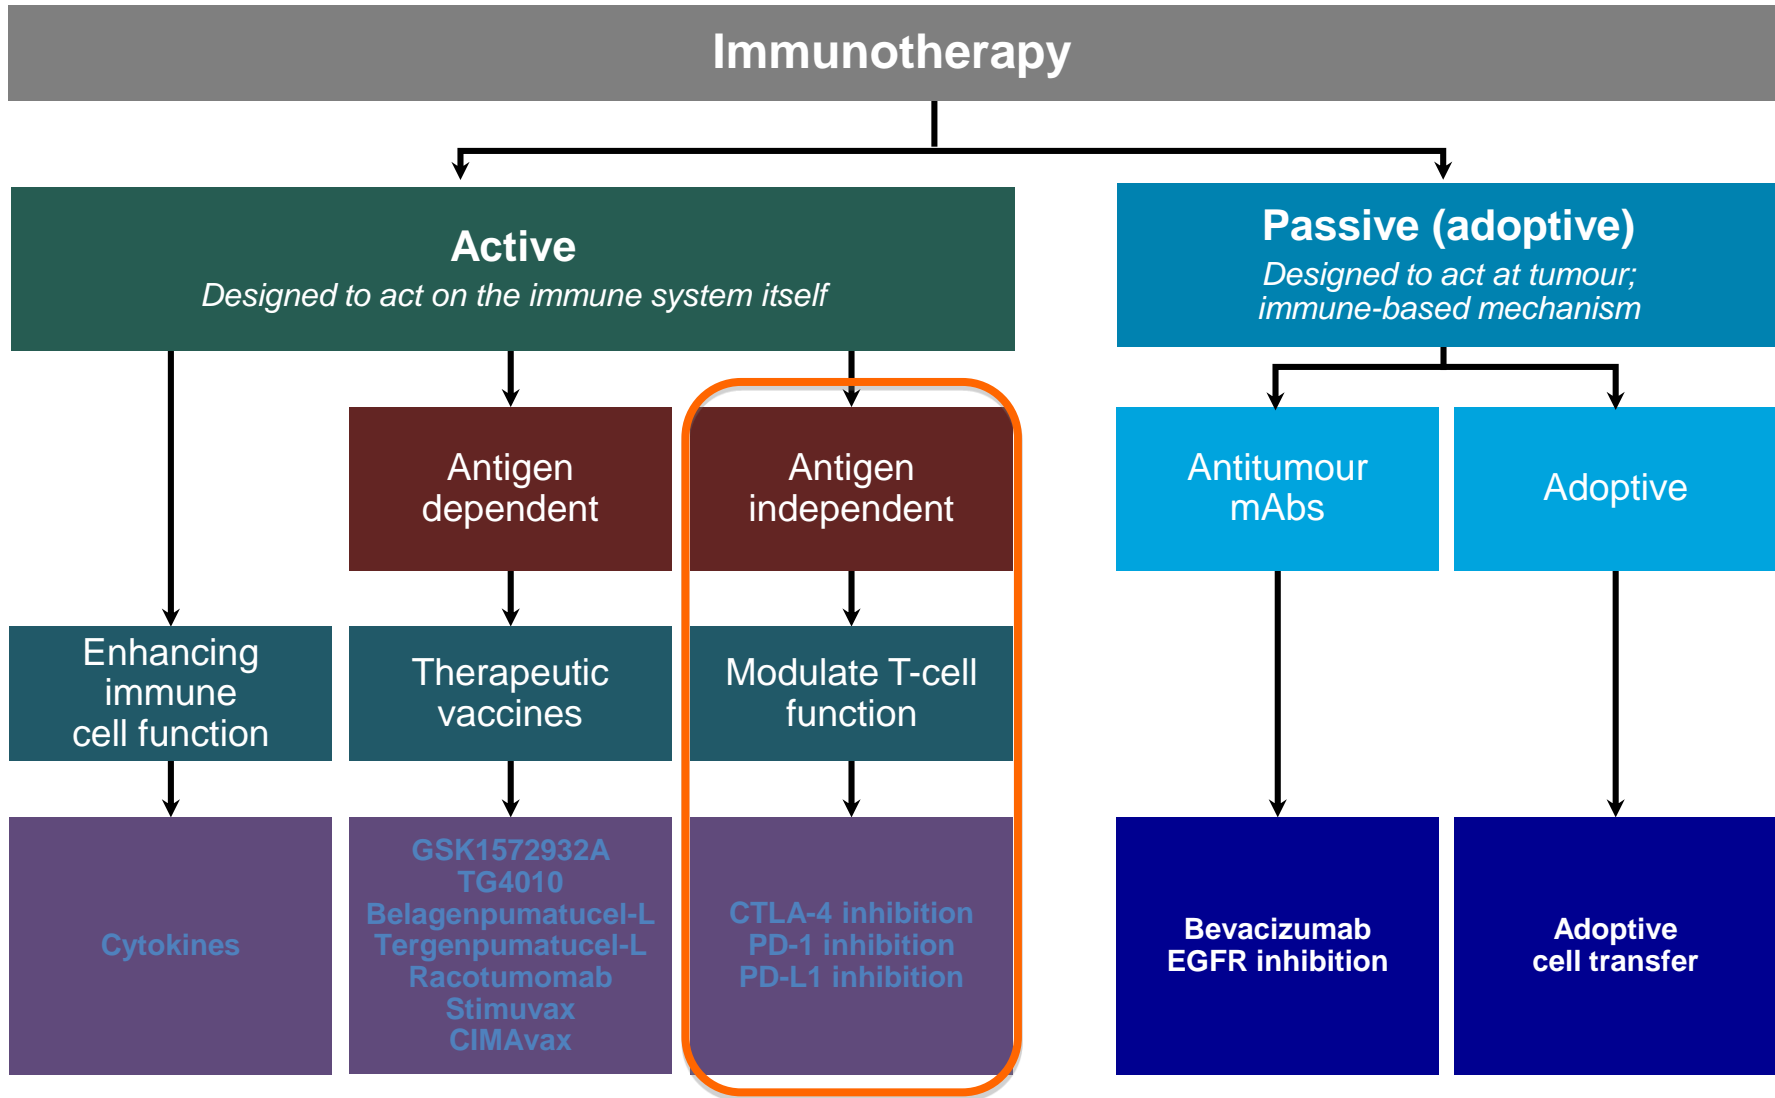 Immunotherapy
Active
Designed to act on the immune system itself
Passive (adoptive)
Designed to act at tumour;
immune-based mechanism
Antigen
dependent
Antigen
independent
Antitumour
mAbs
Adoptive
Enhancing
immune
cell function
Therapeutic
vaccines
Modulate T-cell
function
Cytokines
GSK1572932A
TG4010
Belagenpumatucel-L
Tergenpumatucel-L
Racotumomab
Stimuvax
CIMAvax
CTLA-4 inhibition
PD-1 inhibition
PD-L1 inhibition
Bevacizumab
EGFR inhibition
Adoptive
cell transfer